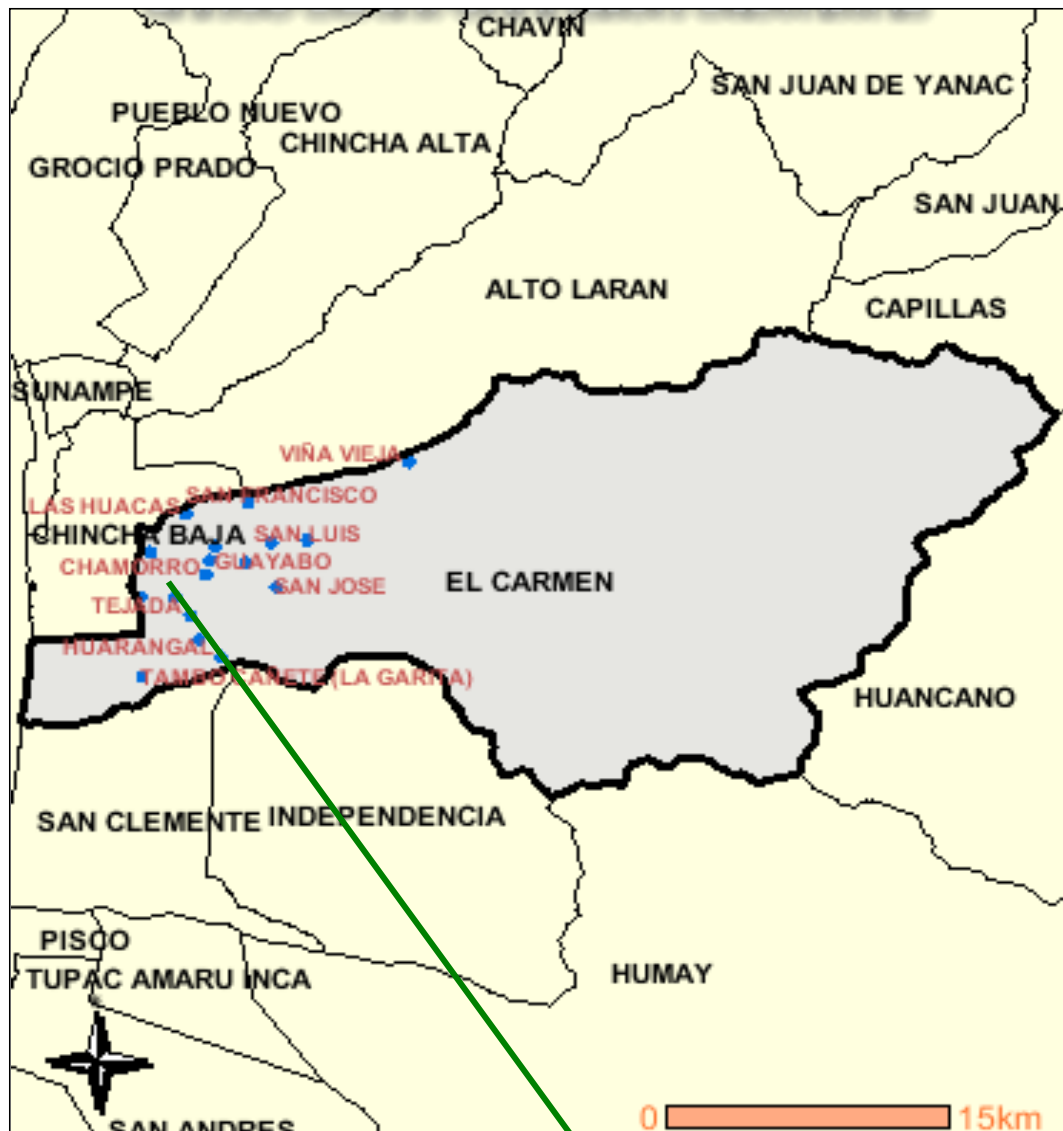 CHAVIN
SAN JUAN DE YANAC
PUEBLO NUEVO
CHINCHA ALTA
GROCIO PRADO
SAN JUAN
ALTO LARAN
CAPILLAS
SUNAMPE
VIÑA VIEJA
SAN FRANCISCO
LAS HUACAS
CHINCHA BAJA
SAN LUIS
CHAMORRO
GUAYABO
EL CARMEN
SAN JOSE
TEJADA
HUARANGAL
TAMBO CAÑETE (LA GARITA)
HUANCANO
SAN CLEMENTE
INDEPENDENCIA
PISCO
TUPAC AMARU INCA
HUMAY
0 15km
SAN ANDRES